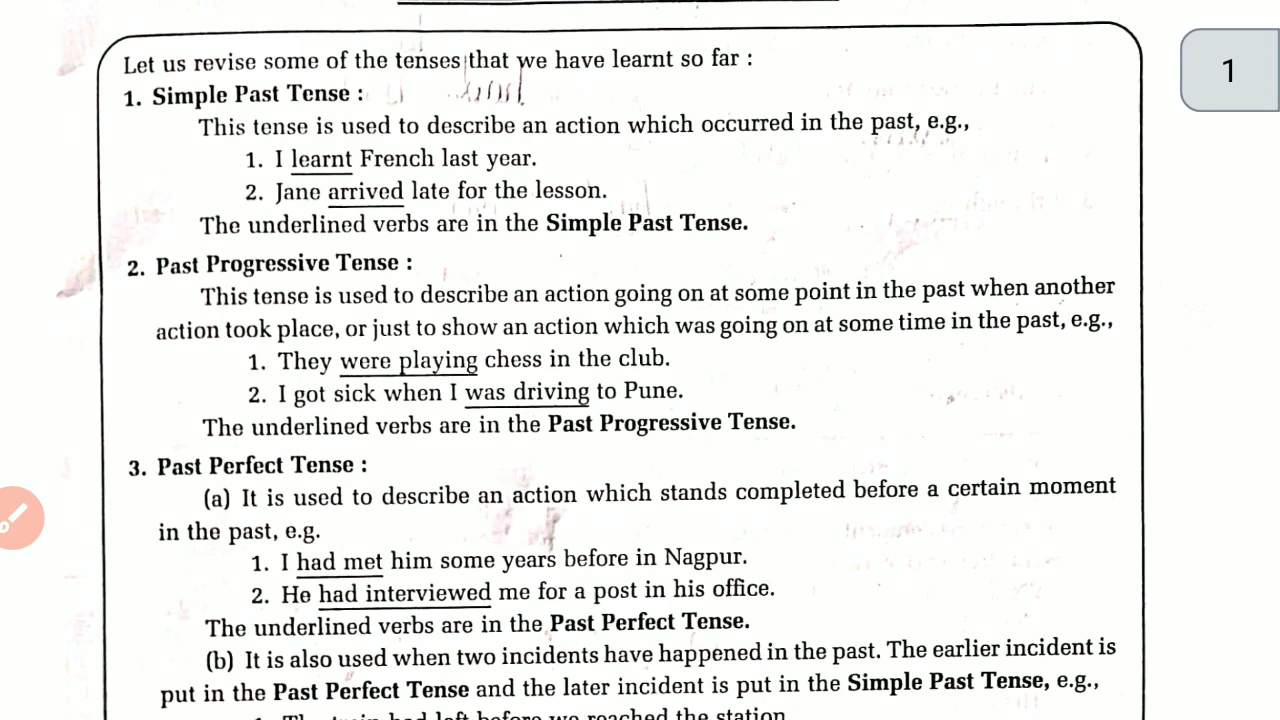 Let us revise some of the tenses that we have learnt so far :
1
1. Simple Past Tense :
This tense is used to describe an action which occurred in the past, e.g.,
1. I learnt French last year.
2. Jane arrived late for the lesson.
The underlined verbs are in the Simple Past Tense.
2. Past Progressive Tense :
This tense is used to describe an action going on at some point in the past when another
action took place, or just to show an action which was going on at some time in the past, e.g.,
1. They were playing chess in the club.
2. I got sick when I was driving to Pune.
The underlined verbs are in the Past Progressive Tense.
3. Past Perfect Tense :
(a) It is used to describe an action which stands completed before a certain moment
in the past, e.g.
1. I had met him some years before in Nagpur.
2. He had interviewed me for a post in his office.
The underlined verbs are in the Past Perfect Tense.
(b) It is also used when two incidents have happened in the past. The earlier incident is
put in the Past Perfect Tense and the later incident is put in the Simple Past Tense, e.g.,
1. The train had left before we reached the station